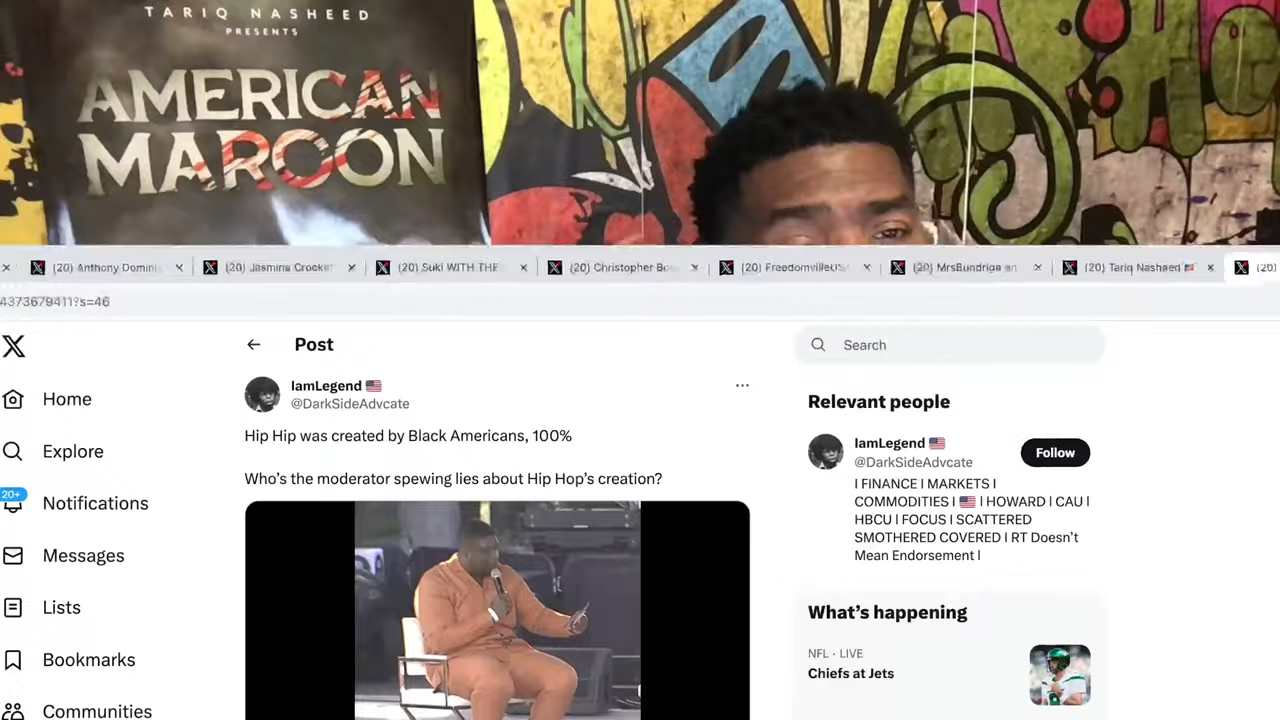 TARIQ NASHEED
PRESENTS
AMERICAN
MAROON
(20) Anthony Domini
(20) Jasmine Crocket
(20) Suki WITH THE
(20) Christopher Bou
(20) FreedomvilleUSA
(20) MrsBundrige an
(20) Tariq Nasheed
(20)
4373679411?s=46
Post
Search
IamLegend
@DarkSideAdvcate
Hip Hip was created by Black Americans, 100%
Who's the moderator spewing lies about Hip Hop's creation?
Home
Explore
20+
Notifications
Messages
Lists
Bookmarks
Communities
Relevant people
IamLegend
@DarkSideAdvcate
Follow
I FINANCE I MARKETS I
COMMODITIES I 🇺🇸 I HOWARD I CAU I
HBCU I FOCUS I SCATTERED
SMOTHERED COVERED I RT Doesn't
Mean Endorsement I
What's happening
NFL · LIVE
Chiefs at Jets